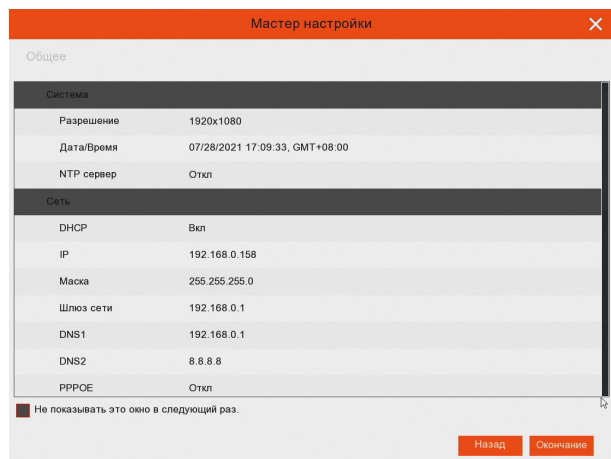 Мастер настройки
Общее
Система
Разрешение 1920x1080
Дата/Время 07/28/2021 17:09:33, GMT+08:00
NTP сервер Откл
Сеть
DHCP Вкл
IP 192.168.0.158
Маска 255.255.255.0
Шлюз сети 192.168.0.1
DNS1 192.168.0.1
DNS2 8.8.8.8
PPPOE Откл
Не показывать это окно в следующий раз.
Назад Окончание